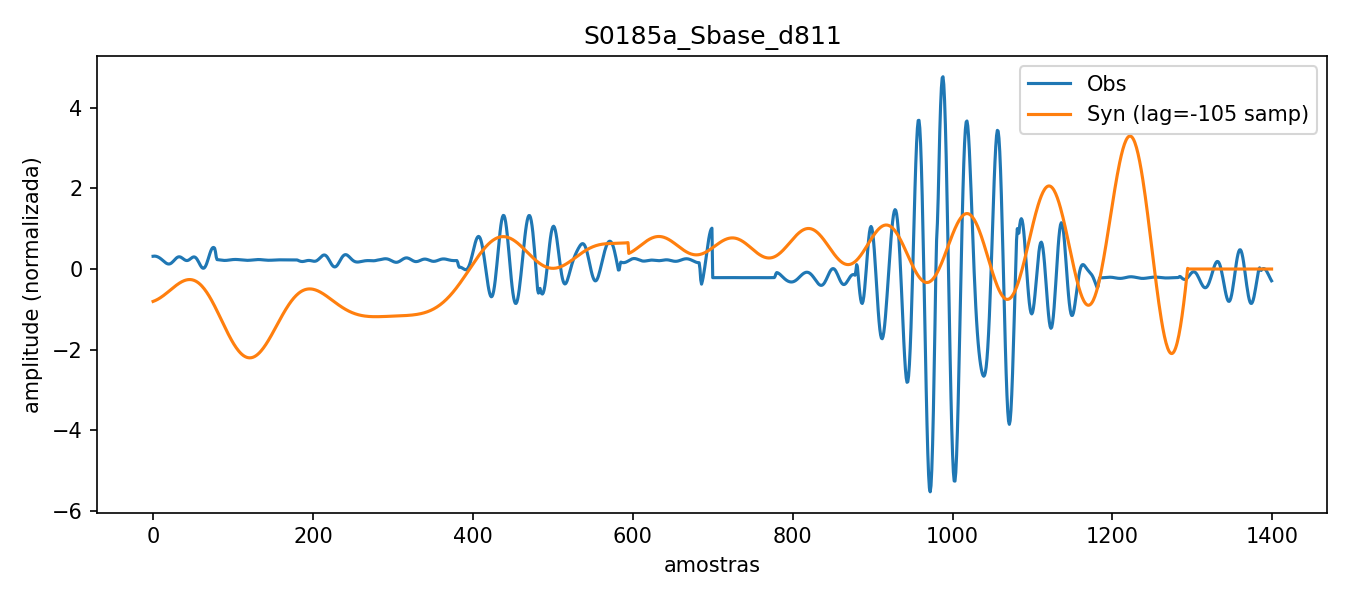 S0185a_Sbase_d811
Obs
Syn (lag=-105 samp)
amplitude (normalizada)
4
2
0
−2
−4
−6
0 200 400 600 800 1000 1200 1400
amostras